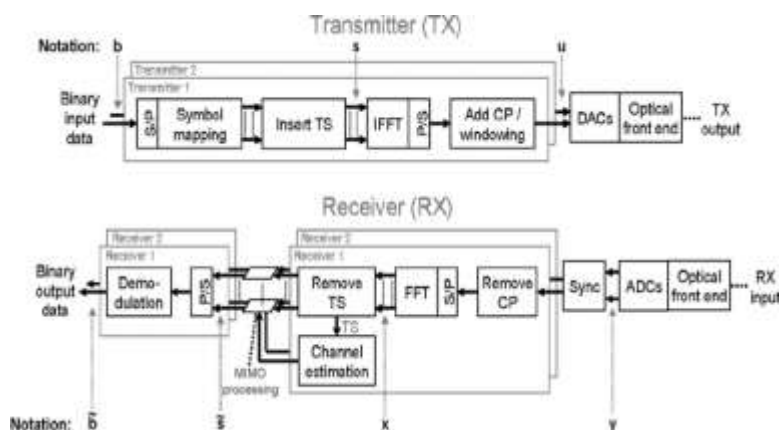 Transmitter (TX)
Notation: b s u
Transmitter 2
Transmitter 1
Binary input data
S/P
Symbol mapping
Insert TS
IFFT
P/S
Add CP / windowing
DACs
Optical front end
TX output
Receiver (RX)
Receiver 2
Receiver 1
Receiver 2
Receiver 1
Binary output data
Demo-
dulation
P/S
Remove TS
FFT
S/P
Remove CP
Sync
ADCs
Optical front end
RX input
TS
Channel estimation
MIMO processing
Notation: b̃ s̃ x y